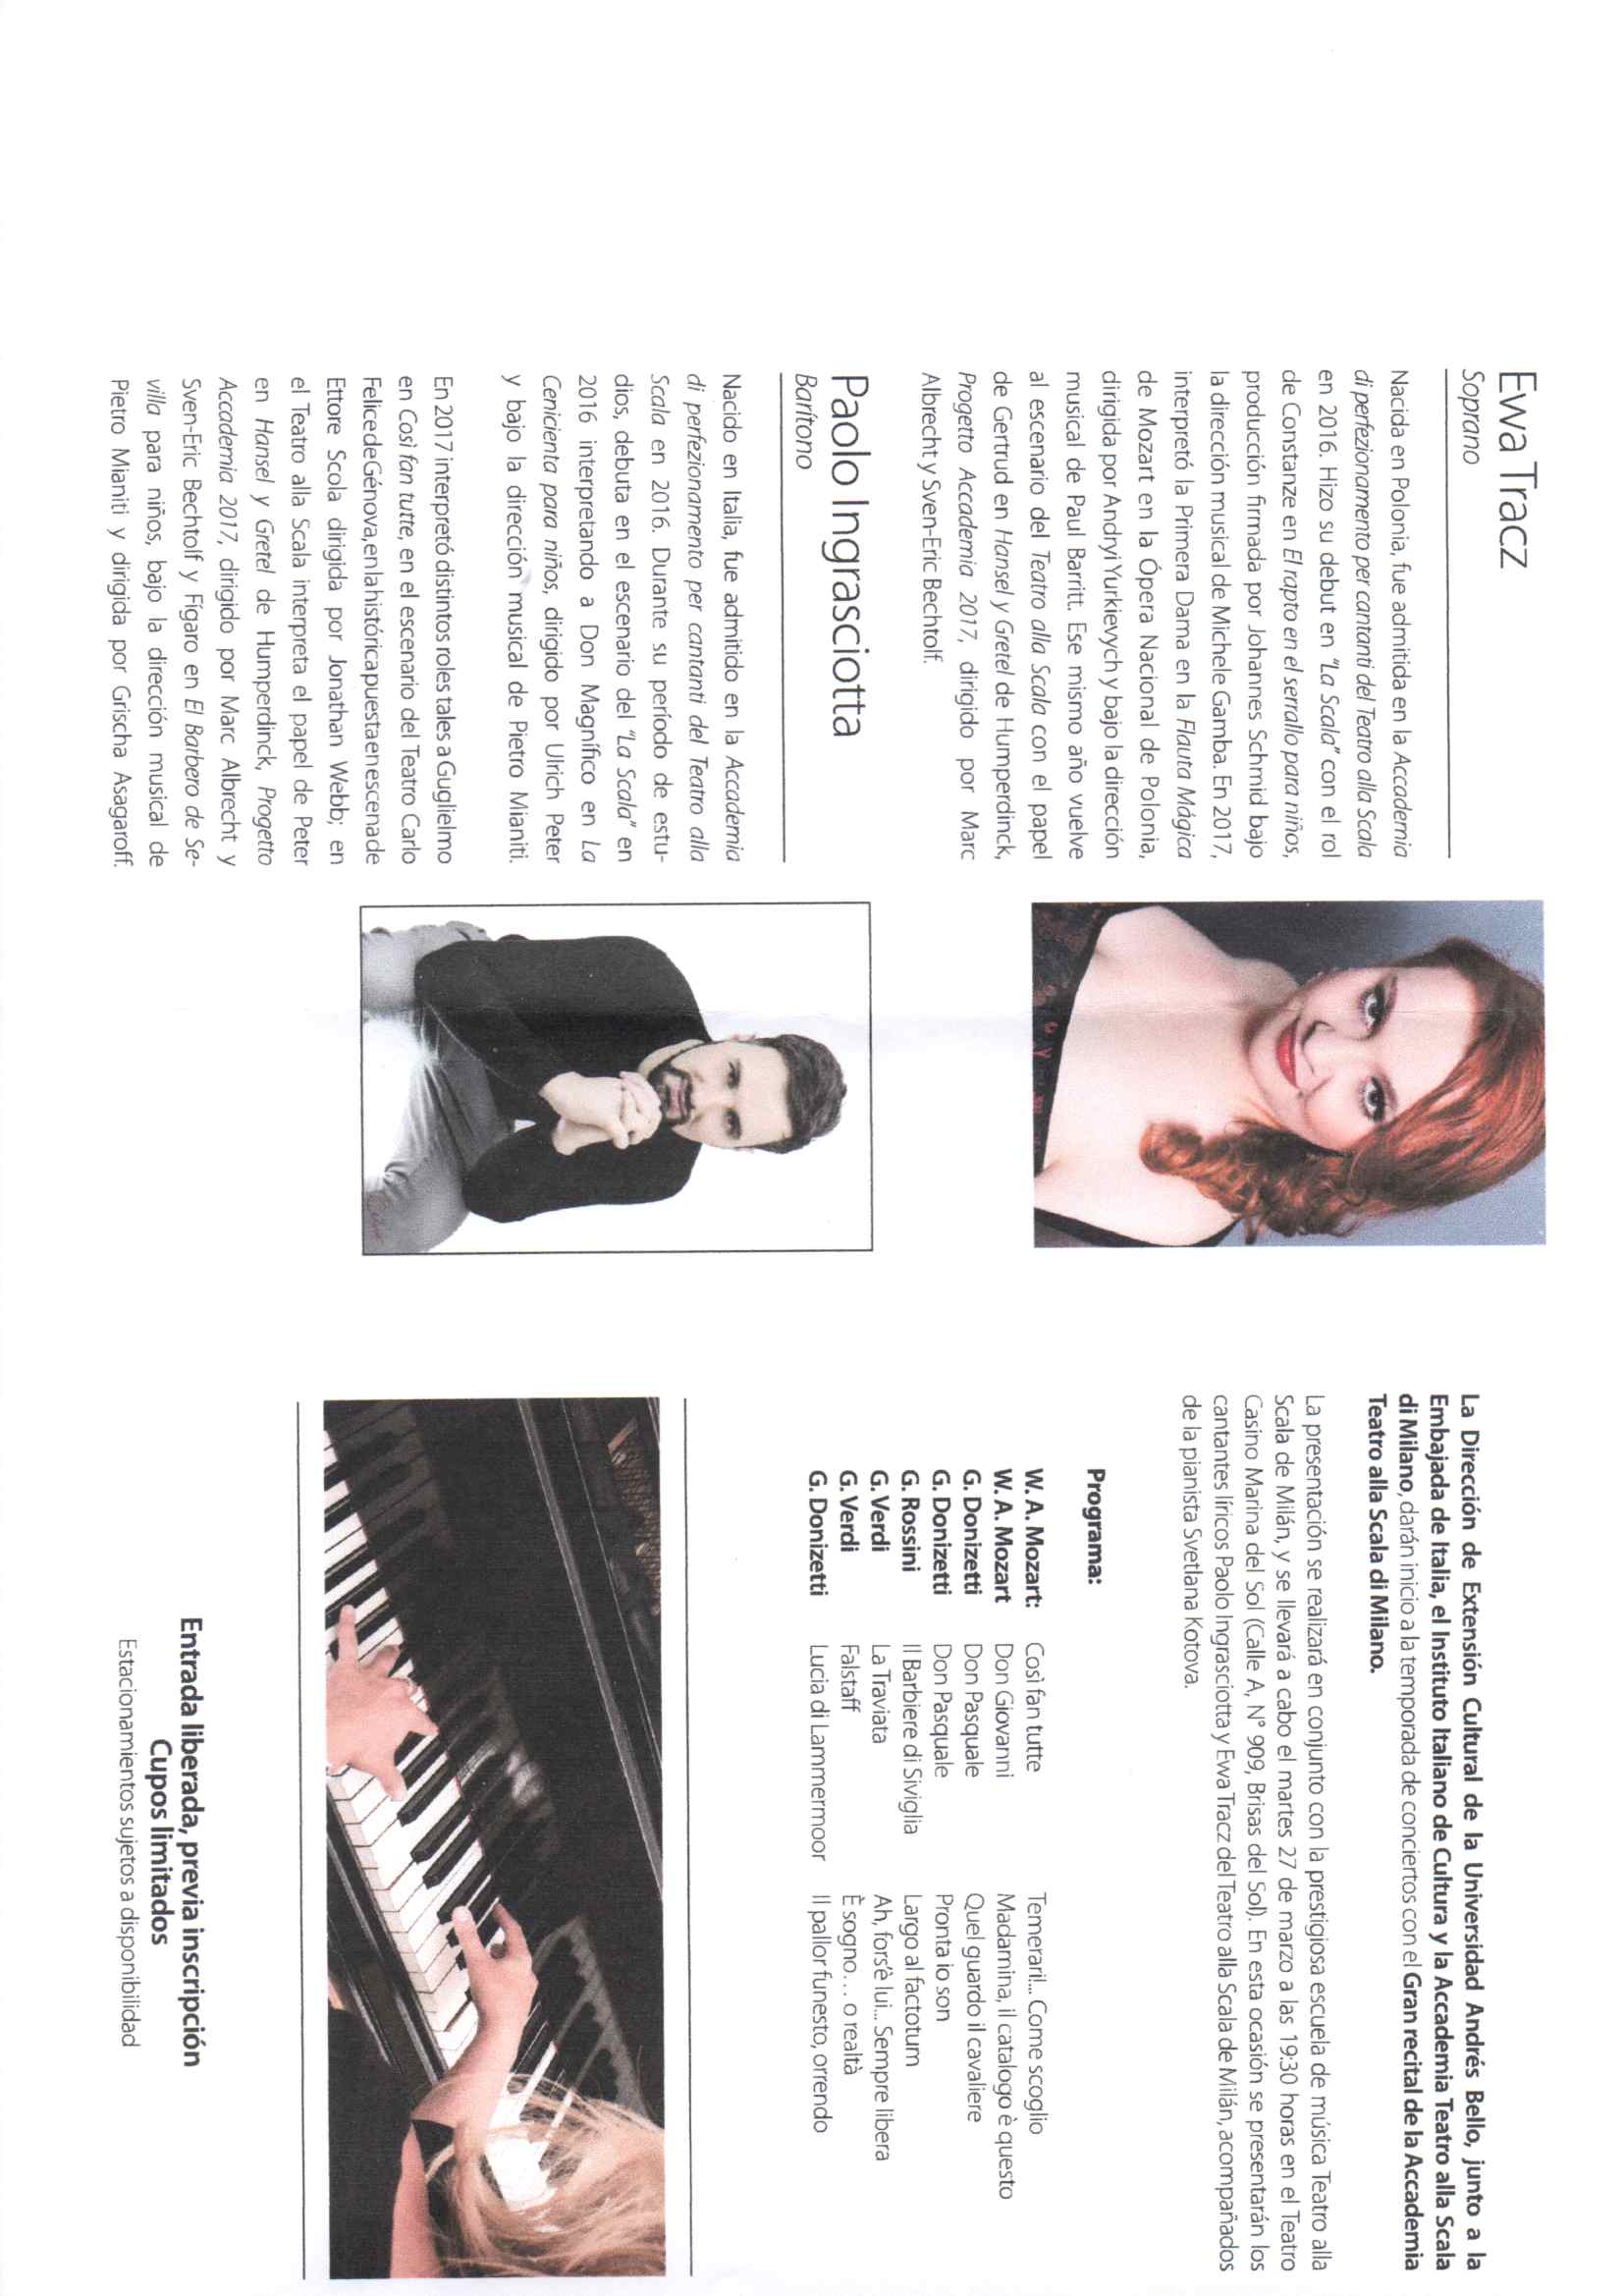 Ewa Tracz
Soprano
Nacida en Polonia, fue admitida en la Accademia
di perfezionamento per cantanti del Teatro alla Scala
en 2016. Hizo su debut en “La Scala” con el rol
de Constanze en El rapto en el serrallo para niños,
producción firmada por Johannes Schmid bajo
la dirección musical de Michele Gamba. En 2017,
interpretó la Primera Dama en la Flauta Mágica
de Mozart en la Ópera Nacional de Polonia,
dirigida por Andryi Yurkievych y bajo la dirección
musical de Paul Barritt. Ese mismo año vuelve
al escenario del Teatro alla Scala con el papel
de Gertrud en Hansel y Gretel de Humperdinck,
Progetto Accademia 2017, dirigido por Marc
Albrecht y Sven-Eric Bechtolf.
Paolo Ingrasciotta
Barítono
Nacido en Italia, fue admitido en la Accademia
di perfezionamento per cantanti del Teatro alla
Scala en 2016. Durante su período de estu-
dios, debuta en el escenario del “La Scala” en
2016 interpretando a Don Magnífico en La
Cenicienta para niños, dirigido por Ulrich Peter
y bajo la dirección musical de Pietro Mianiti.
En 2017 interpretó distintos roles tales a Guglielmo
en Così fan tutte, en el escenario del Teatro Carlo
Felice de Génova, en la histórica puesta en escena de
Ettore Scola dirigida por Jonathan Webb; en
el Teatro alla Scala interpreta el papel de Peter
en Hansel y Gretel de Humperdinck, Progetto
Accademia 2017, dirigido por Marc Albrecht y
Sven-Eric Bechtolf y Fígaro en El Barbero de Se-
villa para niños, bajo la dirección musical de
Pietro Mianiti y dirigida por Grischa Asagaroff.
La Dirección de Extensión Cultural de la Universidad Andrés Bello, junto a la
Embajada de Italia, el Instituto Italiano de Cultura y la Accademia Teatro alla Scala
di Milano, darán inicio a la temporada de conciertos con el Gran recital de la Accademia
Teatro alla Scala di Milano.
La presentación se realizará en conjunto con la prestigiosa escuela de música Teatro alla
Scala de Milán, y se llevará a cabo el martes 27 de marzo a las 19:30 horas en el Teatro
Casino Marina del Sol (Calle A, N° 909, Brisas del Sol). En esta ocasión se presentarán los
cantantes líricos Paolo Ingrasciotta y Ewa Tracz del Teatro alla Scala de Milán, acompañados
de la pianista Svetlana Kotova.
Programa:
W. A. Mozart: Così fan tutte Temerari!... Come scoglio
W. A. Mozart Don Giovanni Madamina, il catalogo è questo
G. Donizetti Don Pasquale Quel guardo il cavaliere
G. Donizetti Don Pasquale Pronta io son
G. Rossini Il Barbiere di Siviglia Largo al factotum
G. Verdi La Traviata Ah, fors’è lui... Sempre libera
G. Verdi Falstaff È sogno... o realtà
G. Donizetti Lucia di Lammermoor Il pallor funesto, orrendo
Entrada liberada, previa inscripción
Cupos limitados
Estacionamientos sujetos a disponibilidad